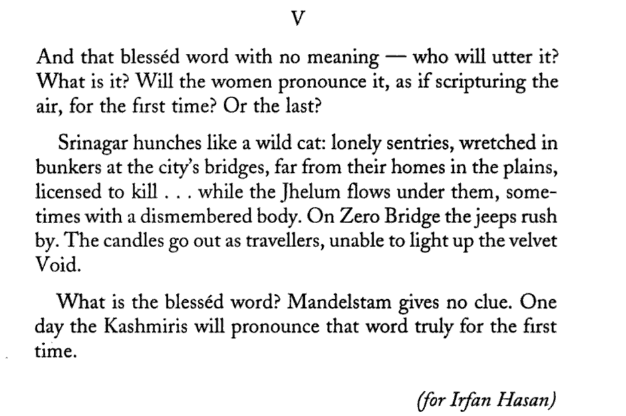 V
And that blesséd word with no meaning — who will utter it?
What is it? Will the women pronounce it, as if scripturing the
air, for the first time? Or the last?
Srinagar hunches like a wild cat: lonely sentries, wretched in
bunkers at the city's bridges, far from their homes in the plains,
licensed to kill . . . while the Jhelum flows under them, some-
times with a dismembered body. On Zero Bridge the jeeps rush
by. The candles go out as travellers, unable to light up the velvet
Void.
What is the blesséd word? Mandelstam gives no clue. One
day the Kashmiris will pronounce that word truly for the first
time.
(for Irfan Hasan)